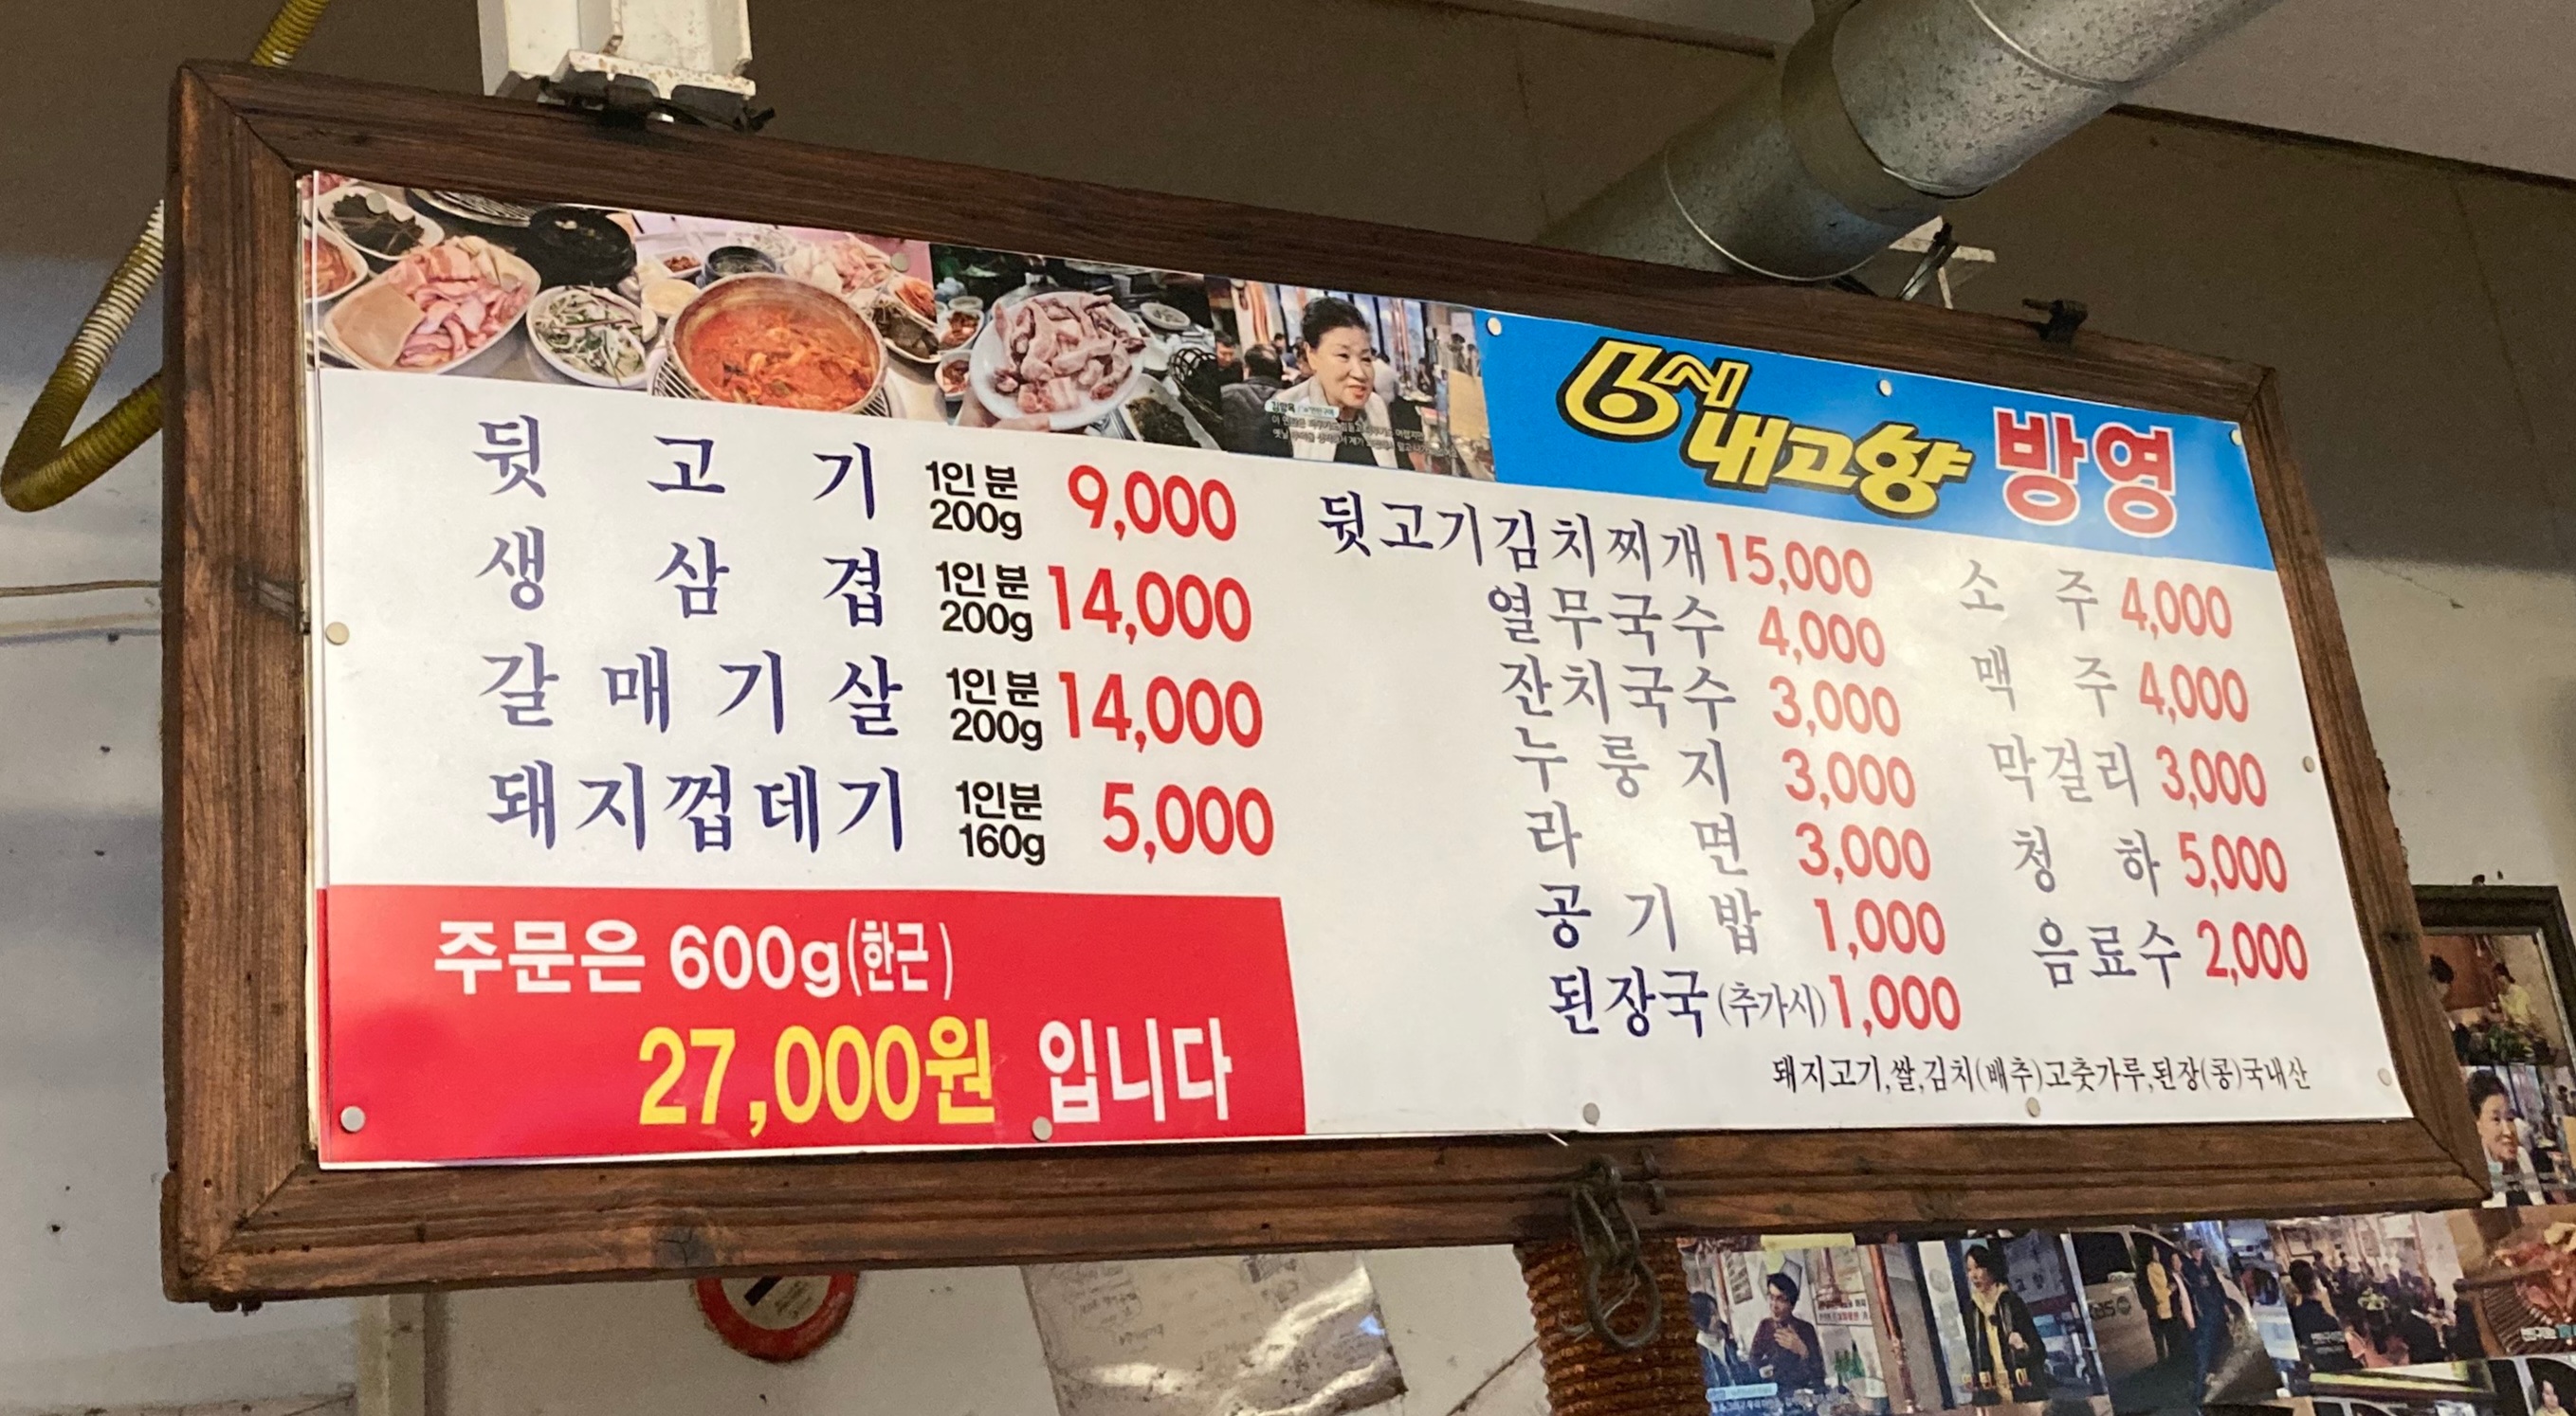 6시
내고향 방영
뒷고기 1인분 200g 9,000
생삼겹 1인분 200g 14,000
갈매기살 1인분 200g 14,000
돼지껍데기 1인분 160g 5,000
주문은 600g(한근)
27,000원 입니다
뒷고기김치찌개 15,000
열무국수 4,000
잔치국수 3,000
누룽지 3,000
라면 3,000
공기밥 1,000
된장국(추가시) 1,000
소주 4,000
맥주 4,000
막걸리 3,000
청하 5,000
음료수 2,000
돼지고기,쌀,김치(배추)고춧가루,된장(콩)국내산